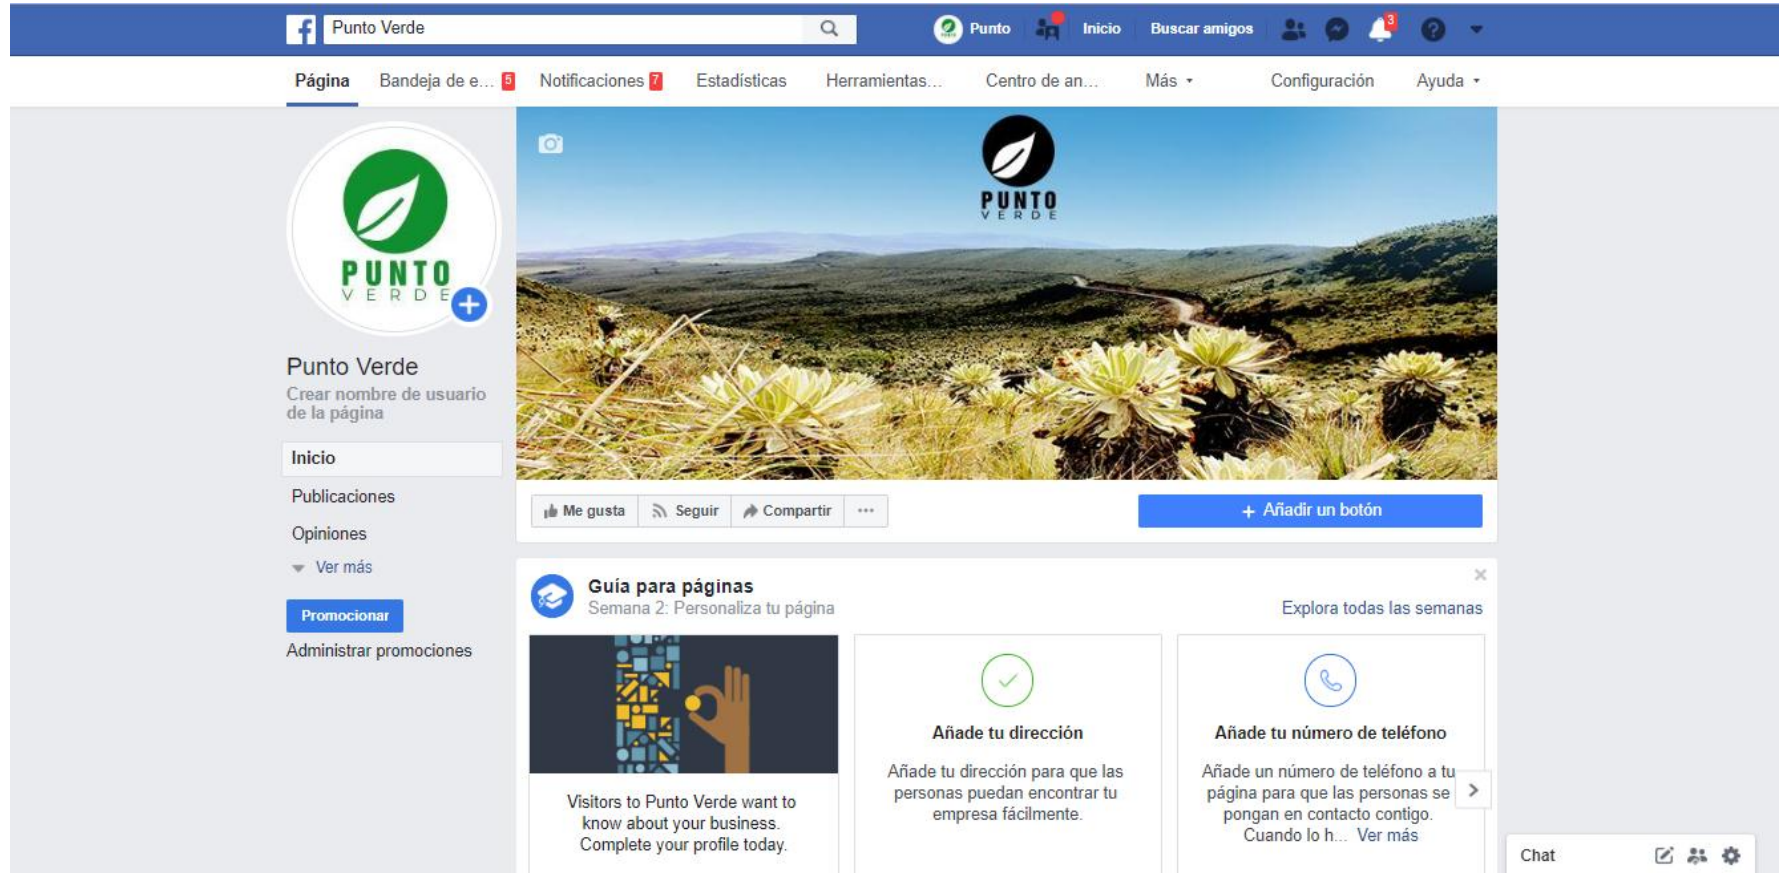 Punto Verde
Punto
Inicio
Buscar amigos
3
Página
Bandeja de e... 5
Notificaciones 7
Estadísticas
Herramientas...
Centro de an...
Más
Configuración
Ayuda
PUNTO
VERDE
PUNTO
VERDE
Punto Verde
Crear nombre de usuario
de la página
Inicio
Publicaciones
Opiniones
Ver más
Promocionar
Administrar promociones
Me gusta
Seguir
Compartir
...
+ Añadir un botón
Guía para páginas
Semana 2: Personaliza tu página
Explora todas las semanas
Visitors to Punto Verde want to
know about your business.
Complete your profile today.
Añade tu dirección
Añade tu dirección para que las
personas puedan encontrar tu
empresa fácilmente.
Añade tu número de teléfono
Añade un número de teléfono a tu
página para que las personas se
pongan en contacto contigo.
Cuando lo h... Ver más
Chat